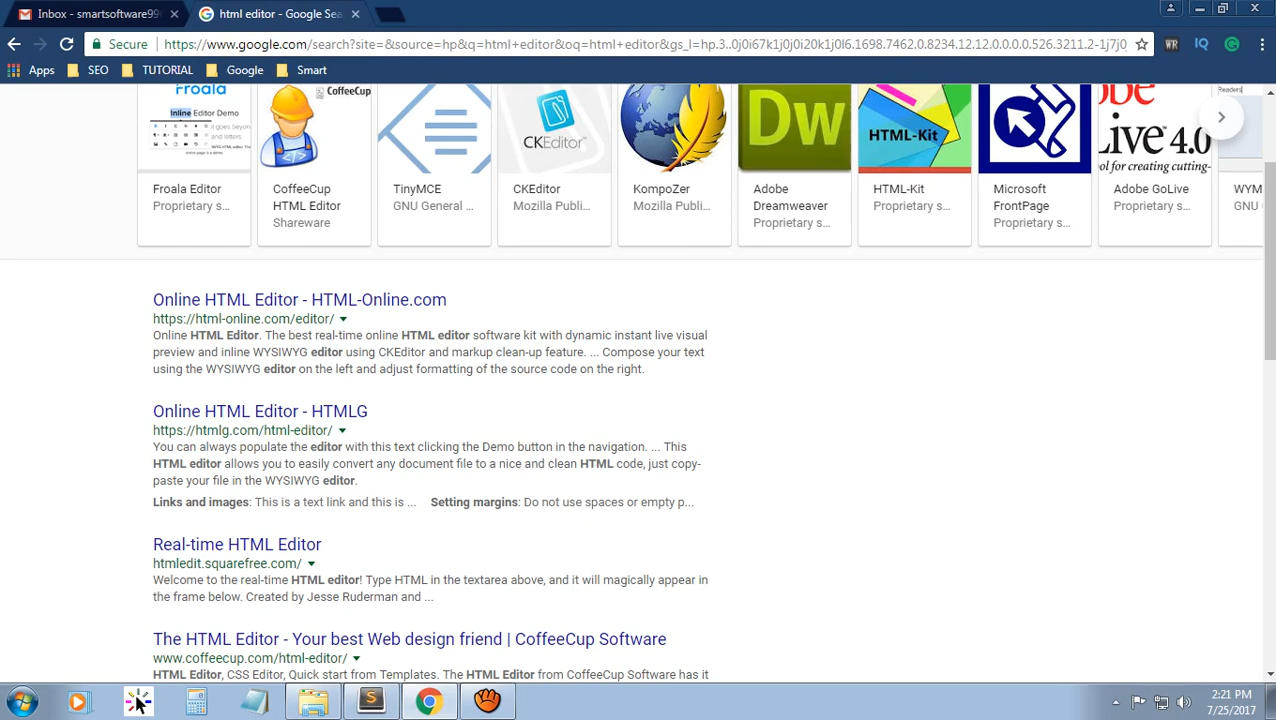 Inbox - smartsoftware99
html editor - Google Sea
Secure
https://www.google.com/search?site=&source=hp&q=html+editor&oq=html+editor&gs_l=hp.3..0j0i67k1j0j0i20k1j0l6.1698.7462.0.8234.12.12.0.0.0.0.526.3211.2-1j7j0
Apps
SEO
TUTORIAL
Google
Smart
Froala
Inline Editor Demo
CoffeeCup
CKEditor
Dw
HTML-Kit
Live 4.0
tool for creating cutting-
Readers
Froala Editor
Proprietary s...
CoffeeCup
HTML Editor
Shareware
TinyMCE
GNU General ...
CKEditor
Mozilla Publi...
KompoZer
Mozilla Publi...
Adobe
Dreamweaver
Proprietary s...
HTML-Kit
Proprietary s...
Microsoft
FrontPage
Proprietary s...
Adobe GoLive
Proprietary s...
WYM
GNU
Online HTML Editor - HTML-Online.com
https://html-online.com/editor/
Online HTML Editor. The best real-time online HTML editor software kit with dynamic instant live visual
preview and inline WYSIWYG editor using CKEditor and markup clean-up feature. ... Compose your text
using the WYSIWYG editor on the left and adjust formatting of the source code on the right.
Online HTML Editor - HTMLG
https://htmlg.com/html-editor/
You can always populate the editor with this text clicking the Demo button in the navigation. ... This
HTML editor allows you to easily convert any document file to a nice and clean HTML code, just copy-
paste your file in the WYSIWYG editor.
Links and images: This is a text link and this is ... Setting margins: Do not use spaces or empty p...
Real-time HTML Editor
htmledit.squarefree.com/
Welcome to the real-time HTML editor! Type HTML in the textarea above, and it will magically appear in
the frame below. Created by Jesse Ruderman and ...
The HTML Editor - Your best Web design friend | CoffeeCup Software
www.coffeecup.com/html-editor/
HTML Editor, CSS Editor, Quick start from Templates. The HTML Editor from CoffeeCup Software has it
2:21 PM
7/25/2017